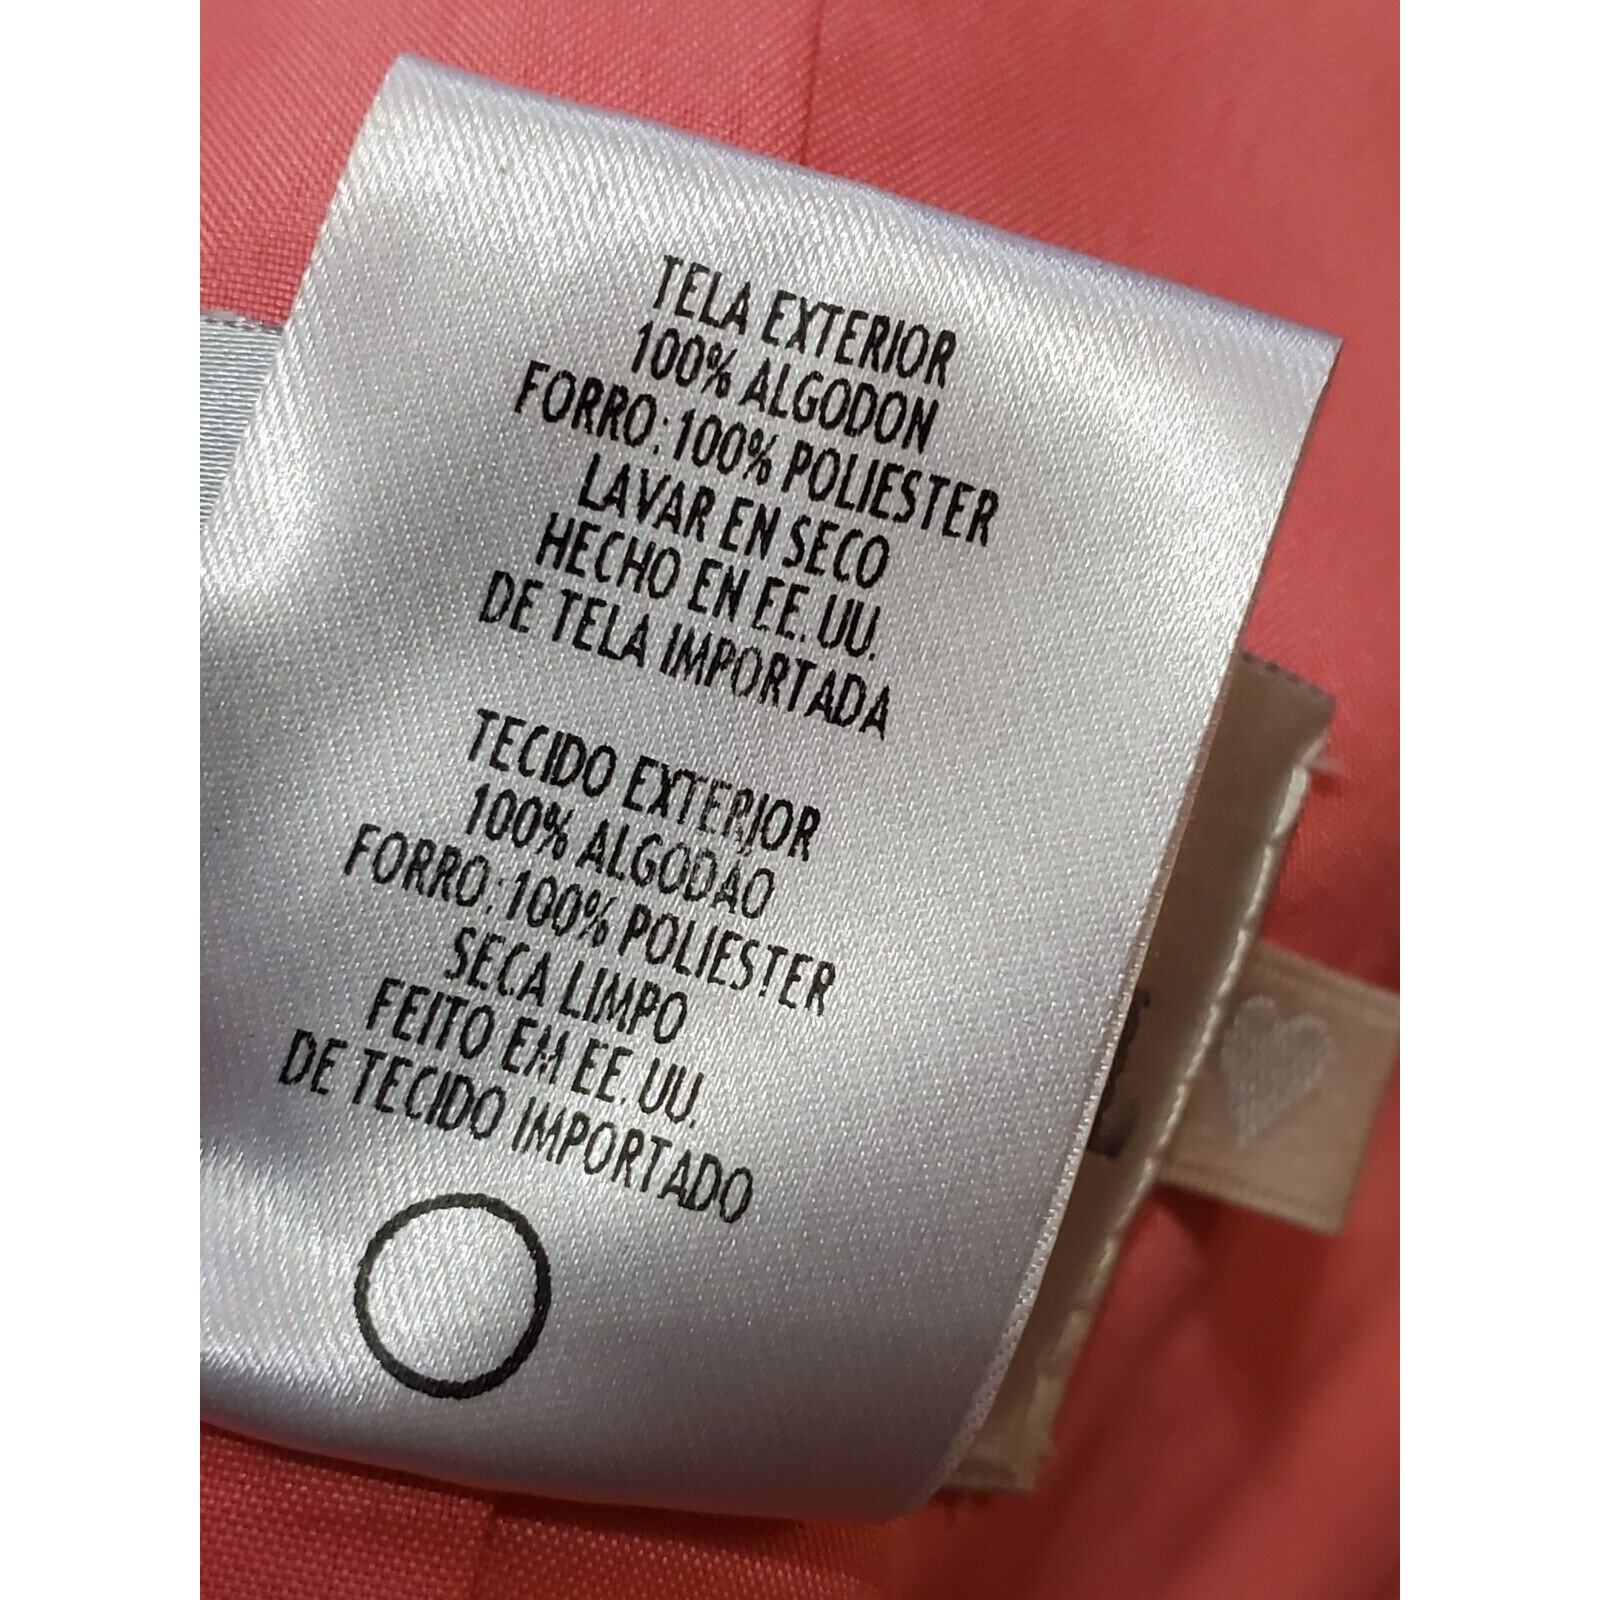 TELA EXTERIOR
100% ALGODON
FORRO:100% POLIESTER
LAVAR EN SECO
HECHO EN EE.UU.
DE TELA IMPORTADA
TECIDO EXTERIOR
100% ALGODÃO
FORRO:100% POLIESTER
SECA LIMPO
FEITO EM EE.UU.
DE TECIDO IMPORTADO